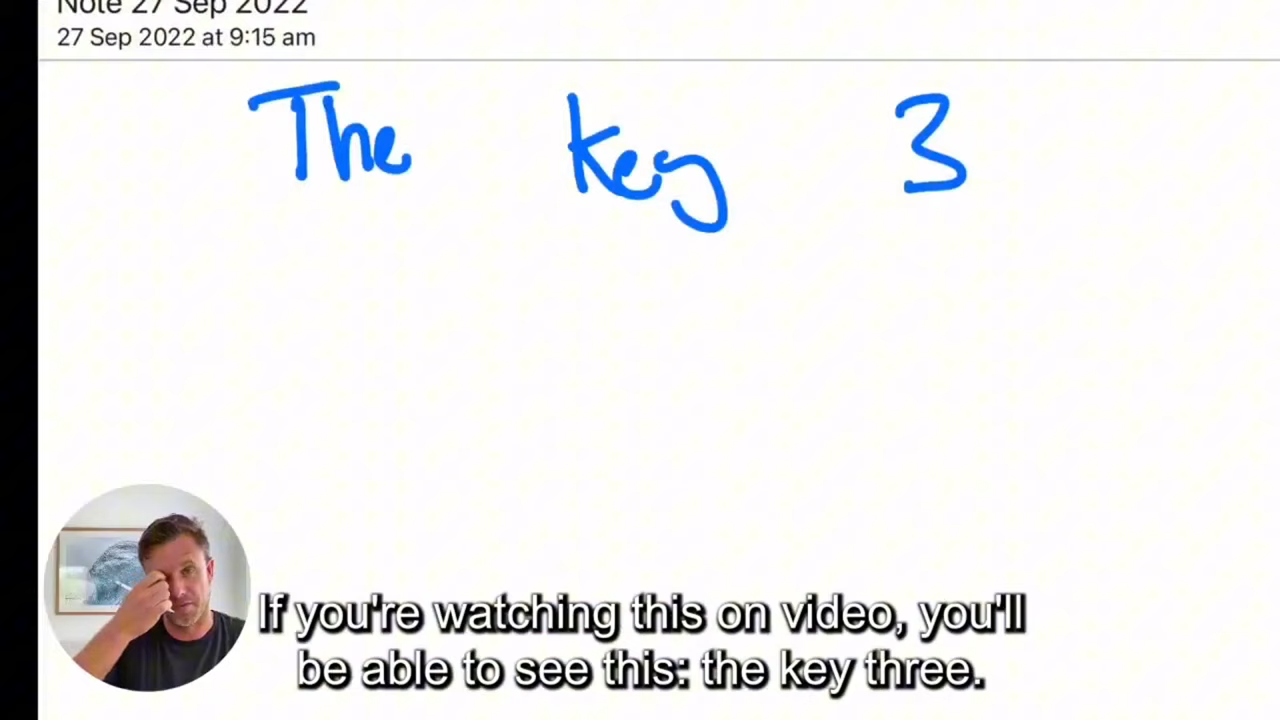 Note 27 Sep 2022
27 Sep 2022 at 9:15 am
The key 3
If you're watching this on video, you'll
be able to see this: the key three.